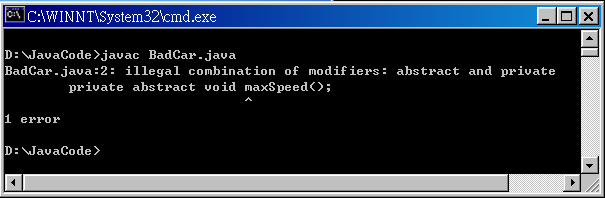 C:\WINNT\System32\cmd.exe
D:\JavaCode>javac BadCar.java
BadCar.java:2: illegal combination of modifiers: abstract and private
        private abstract void maxSpeed();
                              ^
1 error
D:\JavaCode>